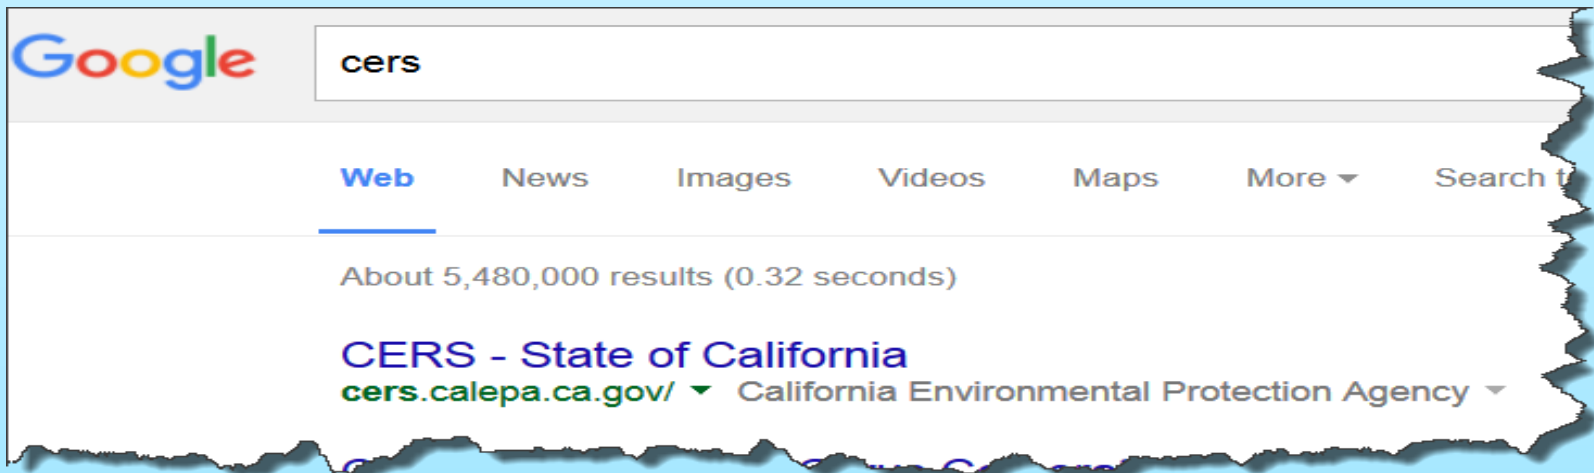 Google cers
Web News Images Videos Maps More Search
About 5,480,000 results (0.32 seconds)
CERS - State of California
cers.calepa.ca.gov/ California Environmental Protection Agency